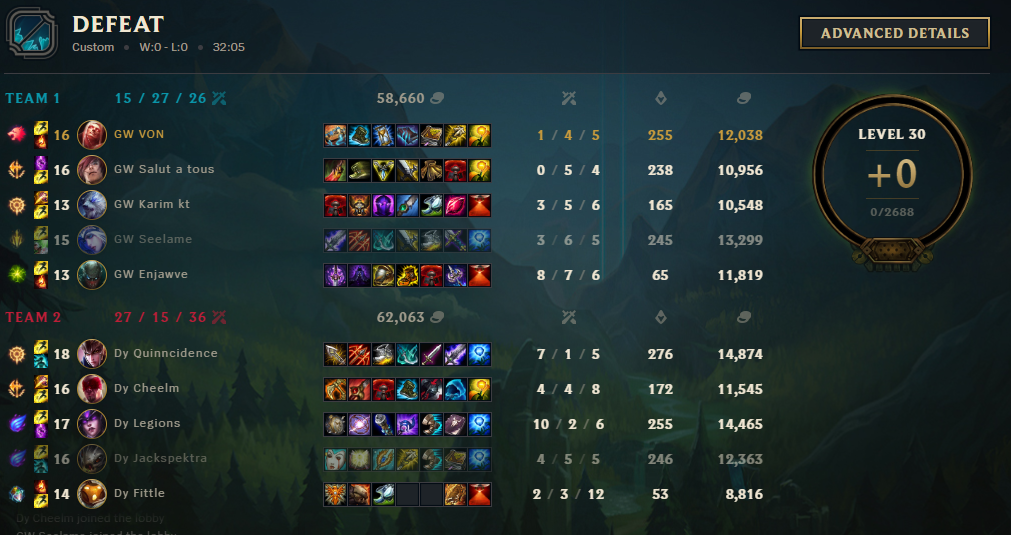 DEFEAT
Custom • W:0 - L:0 • 32:05
ADVANCED DETAILS
TEAM 1 15 / 27 / 26 58,660
16 GW VON 1 / 4 / 5 255 12,038
16 GW Salut a tous 0 / 5 / 4 238 10,956
13 GW Karim kt 3 / 5 / 6 165 10,548
15 GW Seelame 3 / 6 / 5 245 13,299
13 GW Enjawve 8 / 7 / 6 65 11,819
LEVEL 30
+0
0/2688
TEAM 2 27 / 15 / 36 62,063
18 Dy Quinncidence 7 / 1 / 5 276 14,874
16 Dy Cheelm 4 / 4 / 8 172 11,545
17 Dy Legions 10 / 2 / 6 255 14,465
16 Dy Jackspektra 4 / 5 / 5 246 12,363
14 Dy Fittle 2 / 3 / 12 53 8,816
Dy Cheelm joined the lobby
GW Seelame joined the lobby